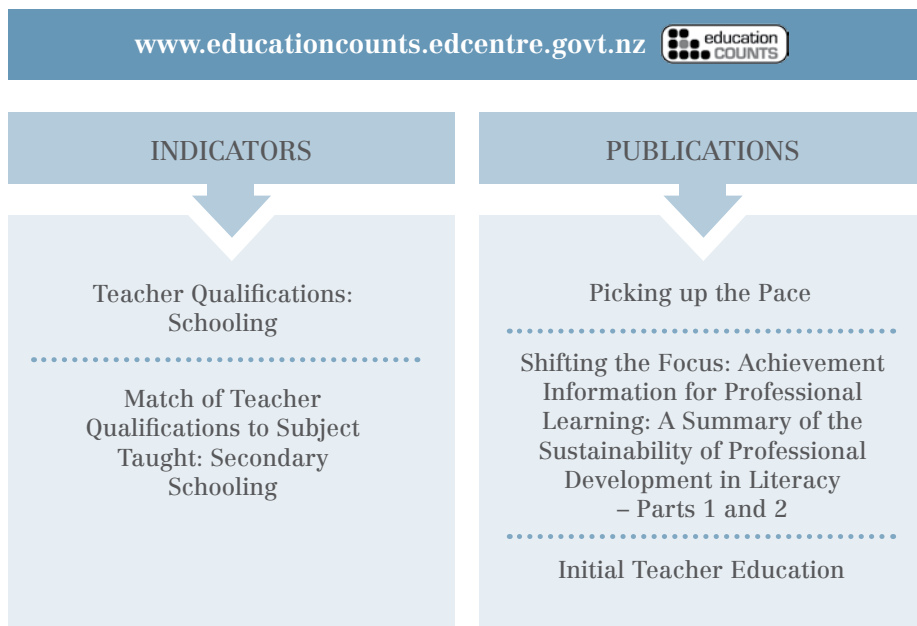 www.educationcounts.edcentre.govt.nz
education
COUNTS
INDICATORS
Teacher Qualifications:
Schooling
Match of Teacher
Qualifications to Subject
Taught: Secondary
Schooling
PUBLICATIONS
Picking up the Pace
Shifting the Focus: Achievement
Information for Professional
Learning: A Summary of the
Sustainability of Professional
Development in Literacy
– Parts 1 and 2
Initial Teacher Education